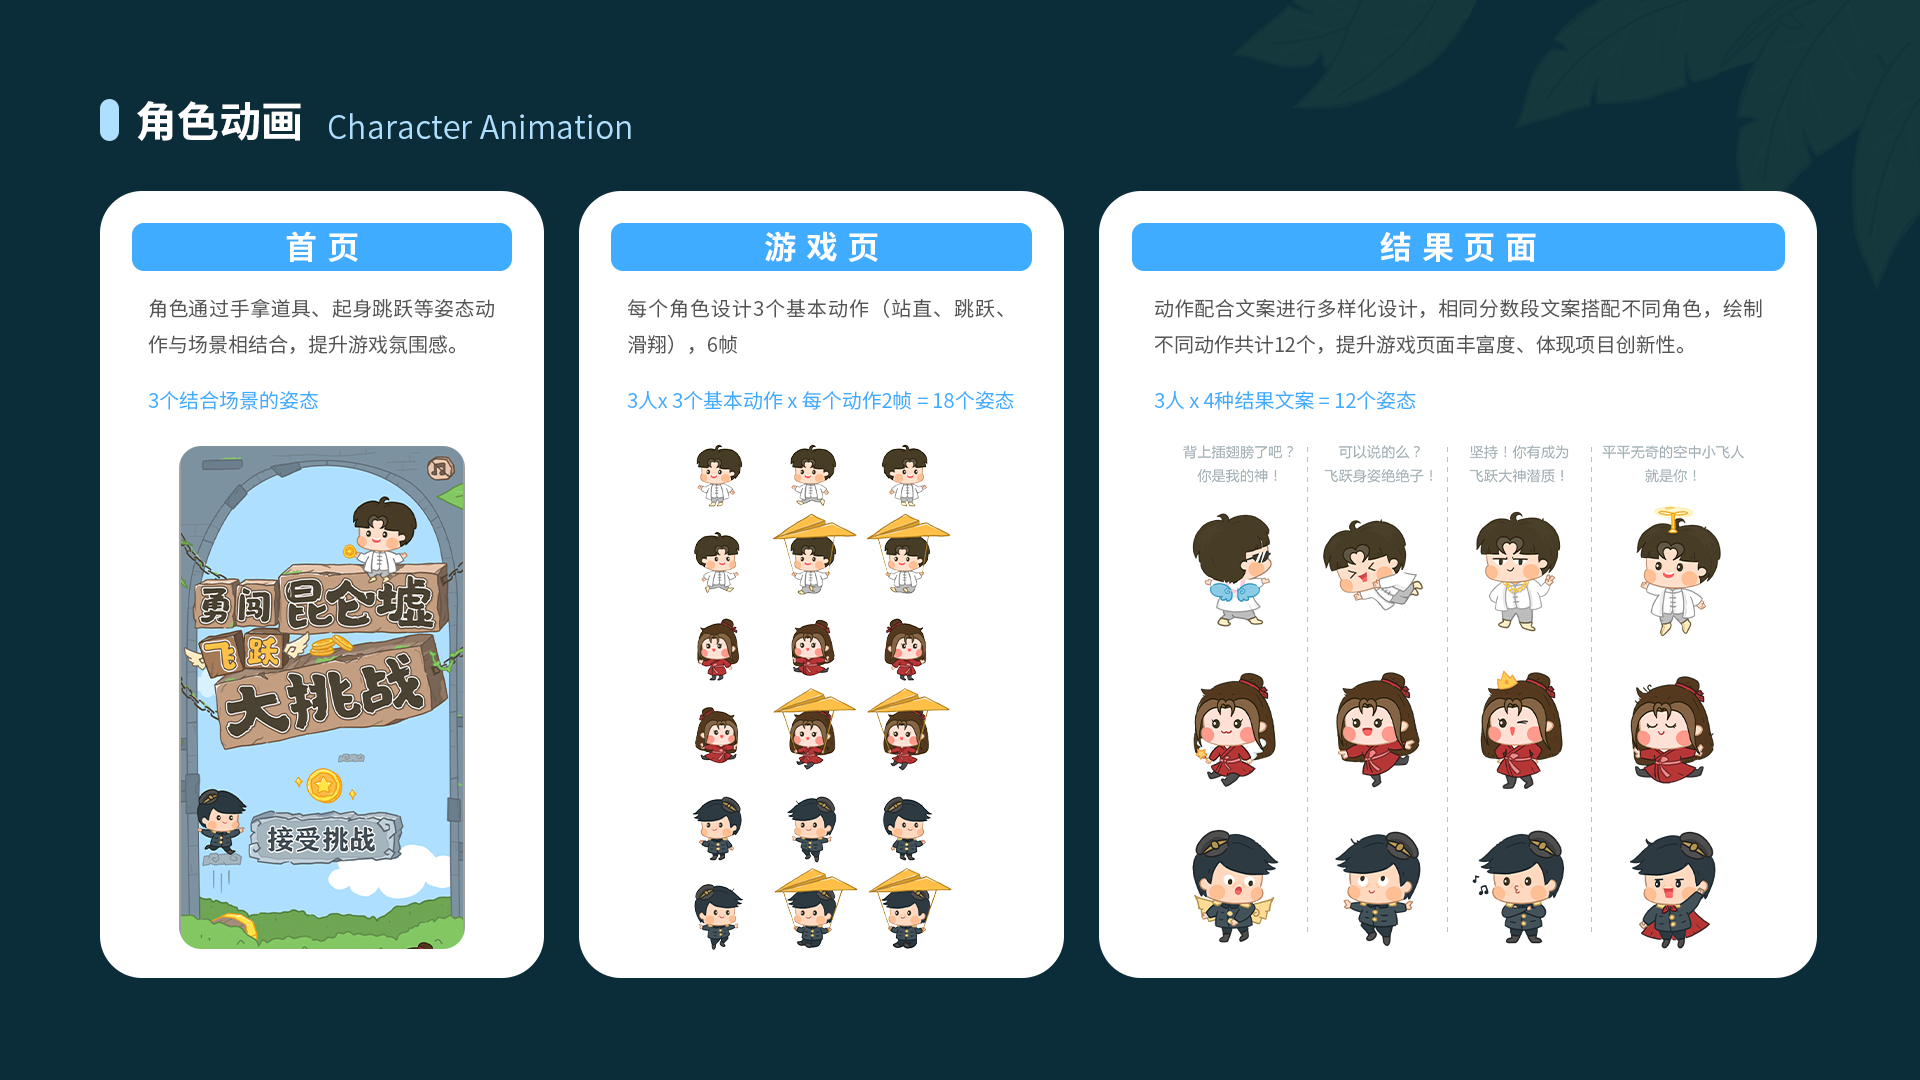 角色动画 Character Animation
首页
角色通过手拿道具、起身跳跃等姿态动
作与场景相结合，提升游戏氛围感。
3个结合场景的姿态
勇闯昆仑墟
飞跃
大挑战
接受挑战
游戏页
每个角色设计3个基本动作（站直、跳跃、
滑翔），6帧
3人x 3个基本动作 x 每个动作2帧 = 18个姿态
结果页面
动作配合文案进行多样化设计，相同分数段文案搭配不同角色，绘制
不同动作共计12个，提升游戏页面丰富度、体现项目创新性。
3人 x 4种结果文案 = 12个姿态
背上插翅膀了吧？
你是我的神！
可以说的么？
飞跃身姿绝绝子！
坚持！你有成为
飞跃大神潜质！
平平无奇的空中小飞人
就是你！